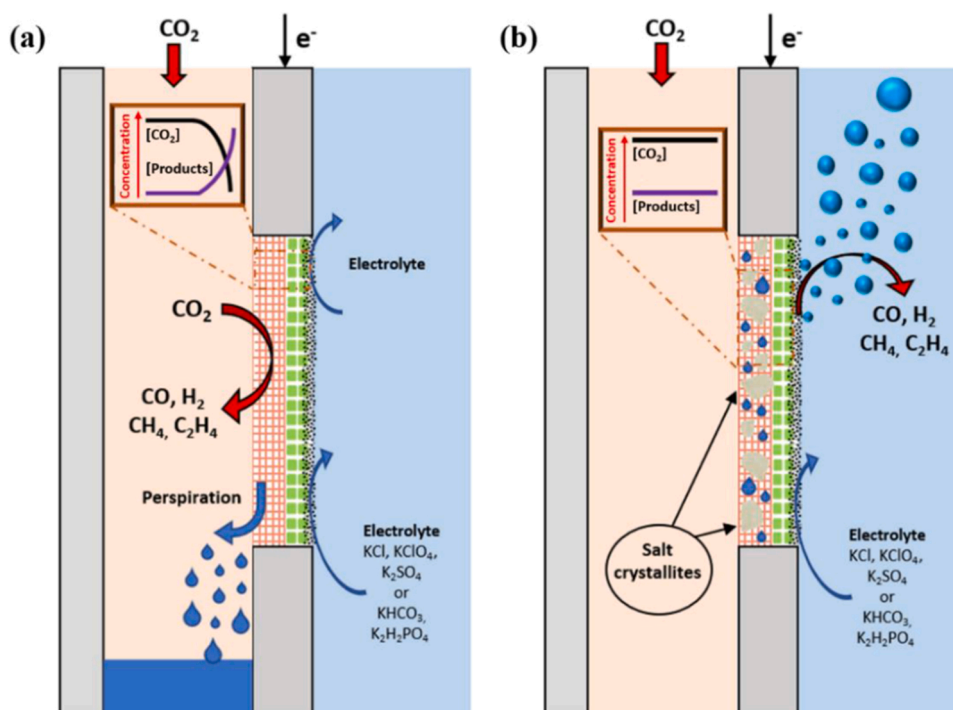 (a)
CO₂
e⁻
Concentration
[CO₂]
[Products]
Electrolyte
CO₂
CO, H₂
CH₄, C₂H₄
Perspiration
Electrolyte
KCl, KClO₄,
K₂SO₄
or
KHCO₃,
K₂H₂PO₄
(b)
CO₂
e⁻
Concentration
[CO₂]
[Products]
CO, H₂
CH₄, C₂H₄
Salt
crystallites
Electrolyte
KCl, KClO₄,
K₂SO₄
or
KHCO₃,
K₂H₂PO₄